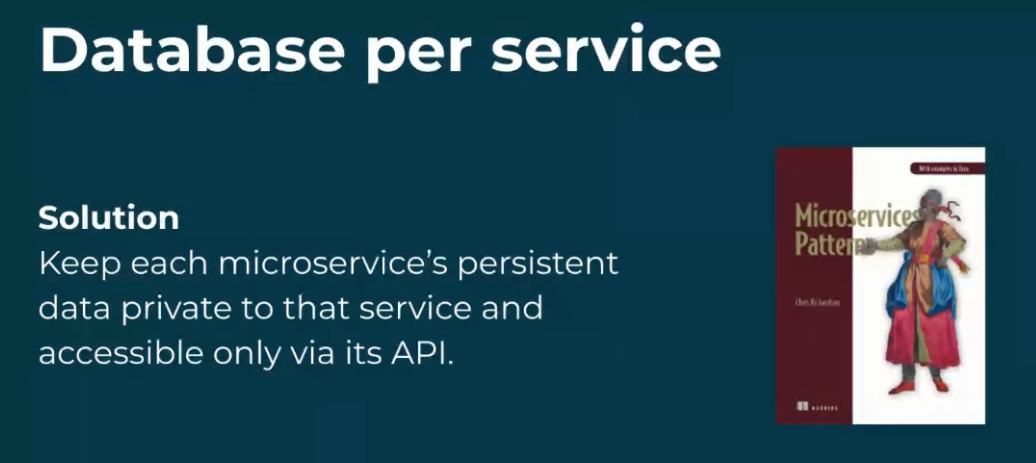 Database per service
Solution
Keep each microservice's persistent
data private to that service and
accessible only via its API.
With examples in Java
Microservices
Patterns
Chris Richardson
MANNING